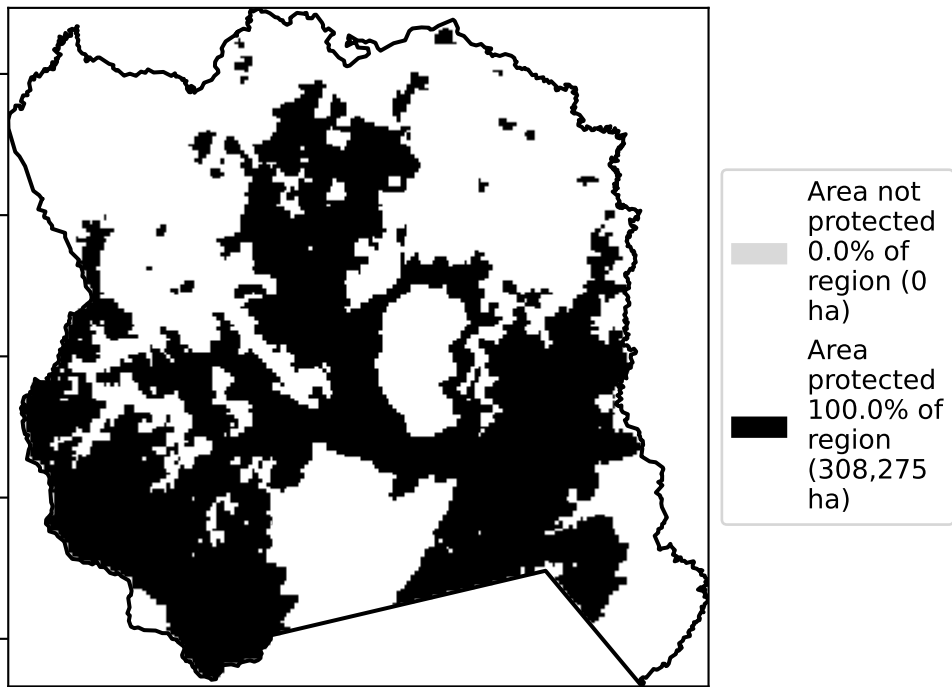 Area not
protected
0.0% of
region (0
ha)
Area
protected
100.0% of
region
(308,275
ha)